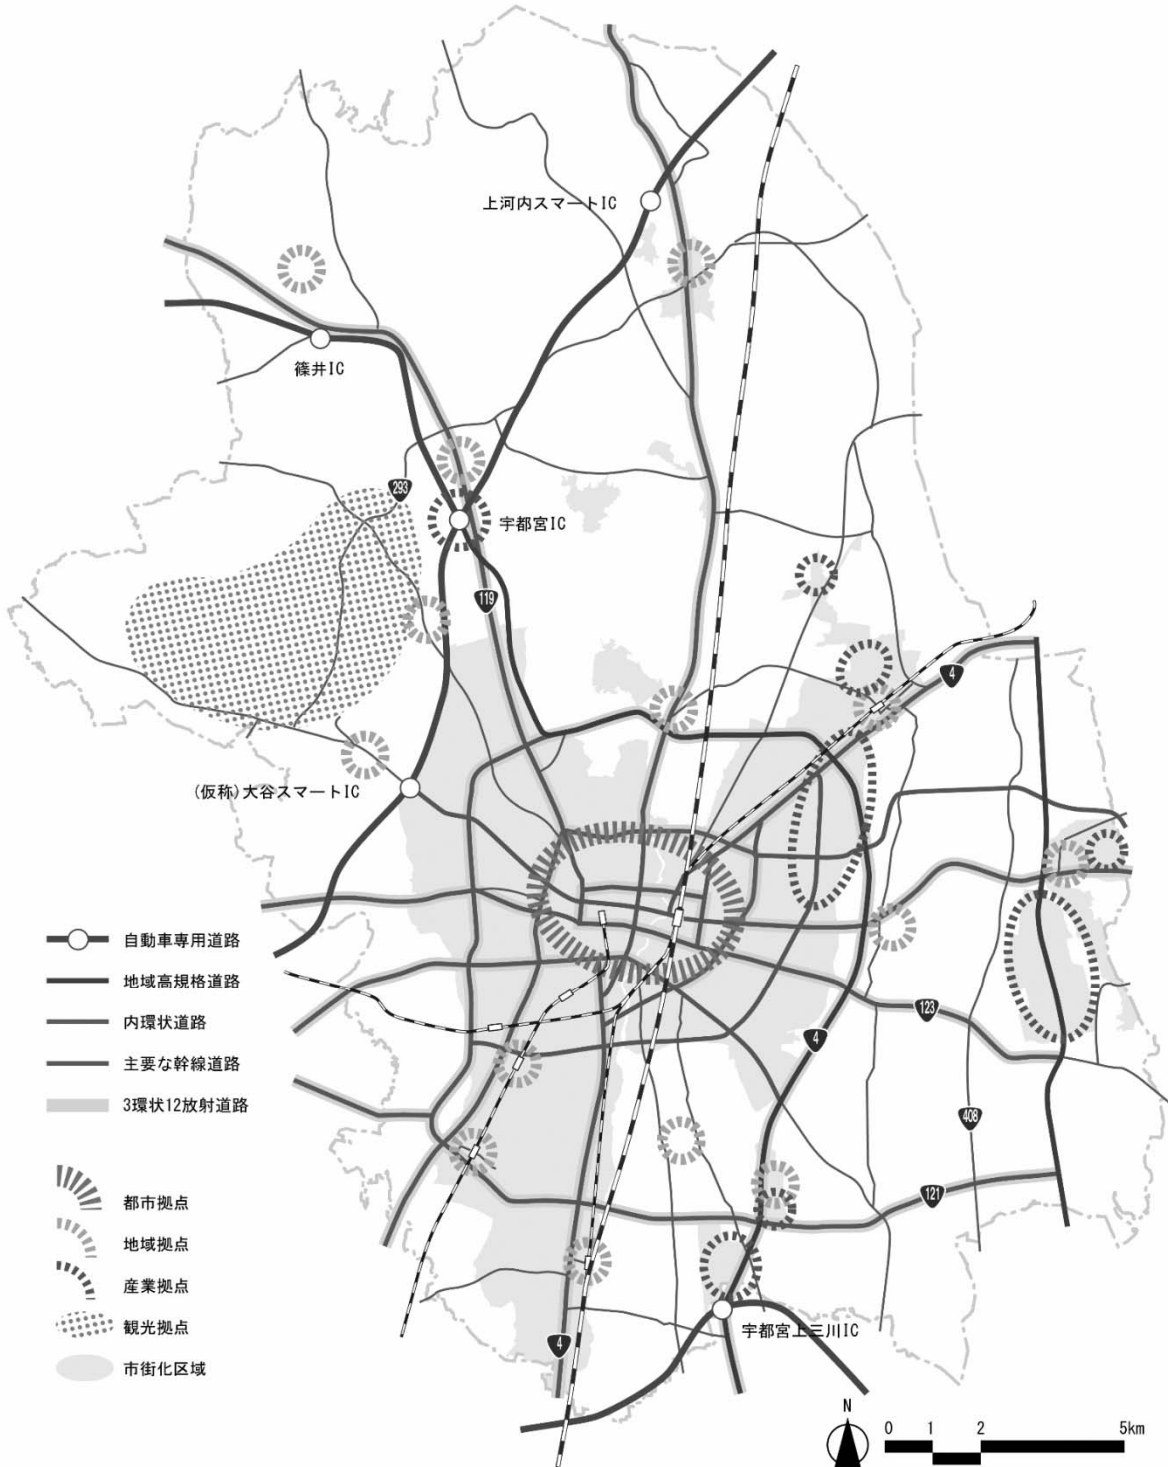 上河内スマートIC
篠井IC
293
宇都宮IC
119
4
(仮称)大谷スマートIC
自動車専用道路
地域高規格道路
内環状道路
主要な幹線道路
3環状12放射道路
123
4
408
121
都市拠点
地域拠点
産業拠点
観光拠点
市街化区域
宇都宮上三川IC
4
N
0 1 2 5km